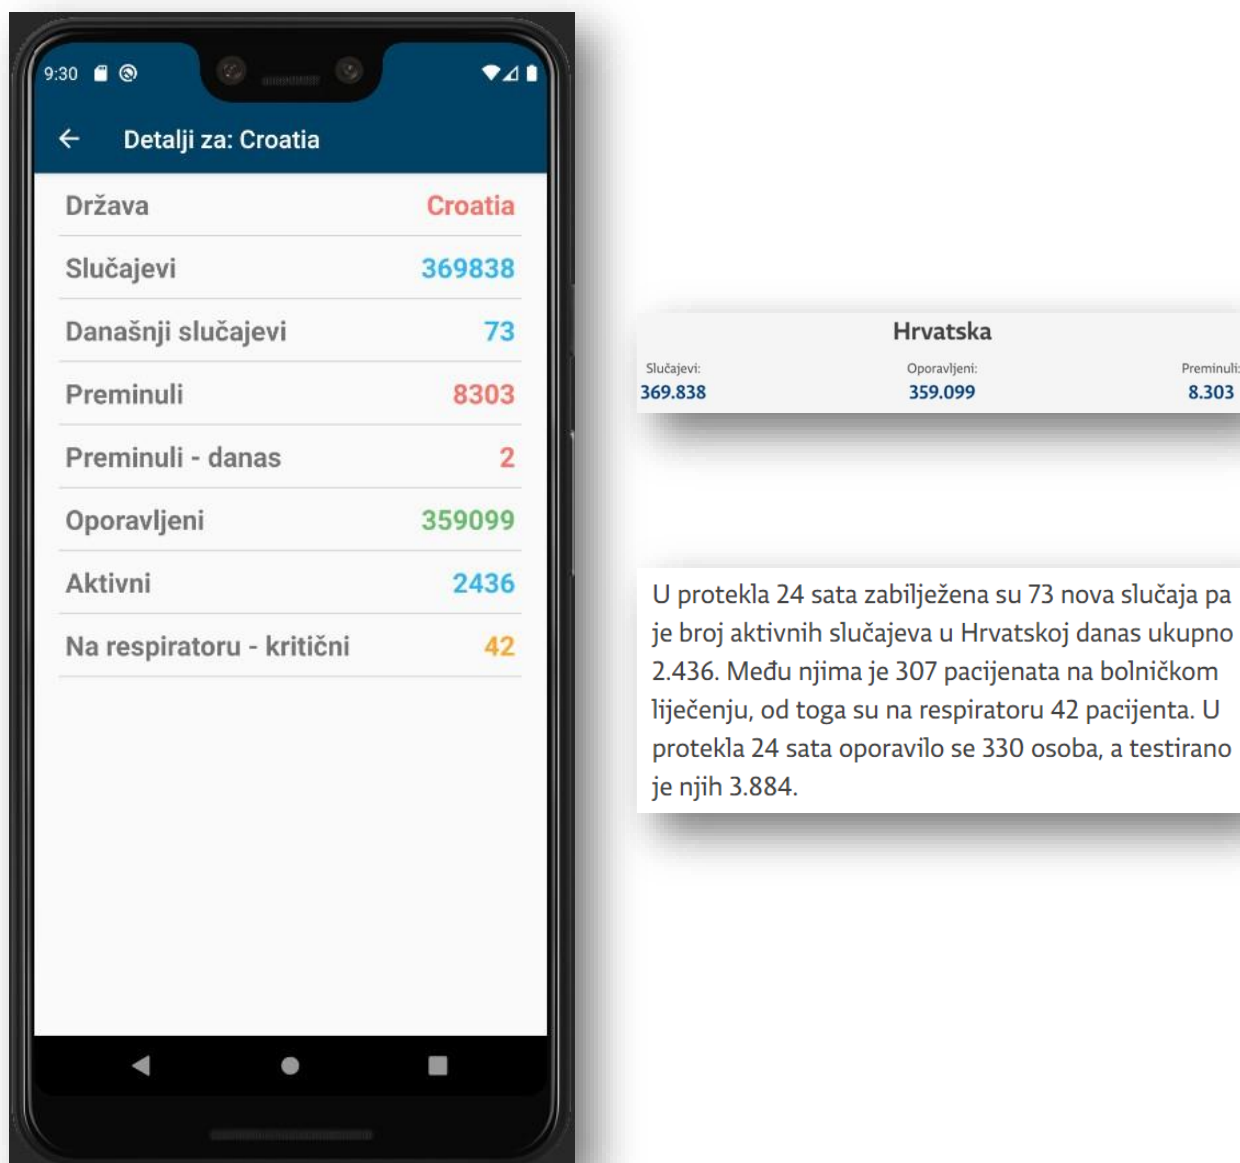 9:30
Detalji za: Croatia
Država Croatia
Slučajevi 369838
Današnji slučajevi 73
Preminuli 8303
Preminuli - danas 2
Oporavljeni 359099
Aktivni 2436
Na respiratoru - kritični 42
Hrvatska
Slučajevi: Oporavljeni: Preminuli:
369.838 359.099 8.303
U protekla 24 sata zabilježena su 73 nova slučaja pa
je broj aktivnih slučajeva u Hrvatskoj danas ukupno
2.436. Među njima je 307 pacijenata na bolničkom
liječenju, od toga su na respiratoru 42 pacijenta. U
protekla 24 sata oporavilo se 330 osoba, a testirano
je njih 3.884.